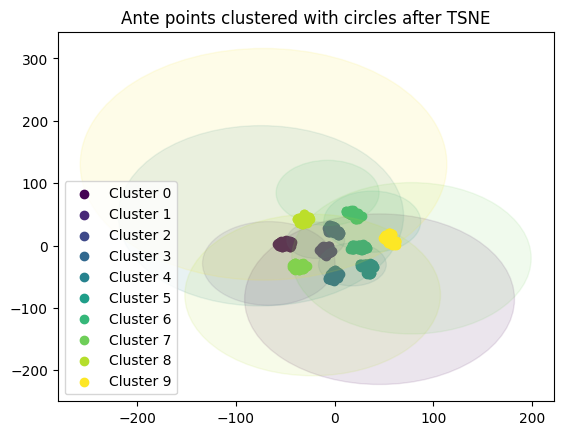 Ante points clustered with circles after TSNE
300
200
100
0
−100
−200
Cluster 0
Cluster 1
Cluster 2
Cluster 3
Cluster 4
Cluster 5
Cluster 6
Cluster 7
Cluster 8
Cluster 9
−200 −100 0 100 200